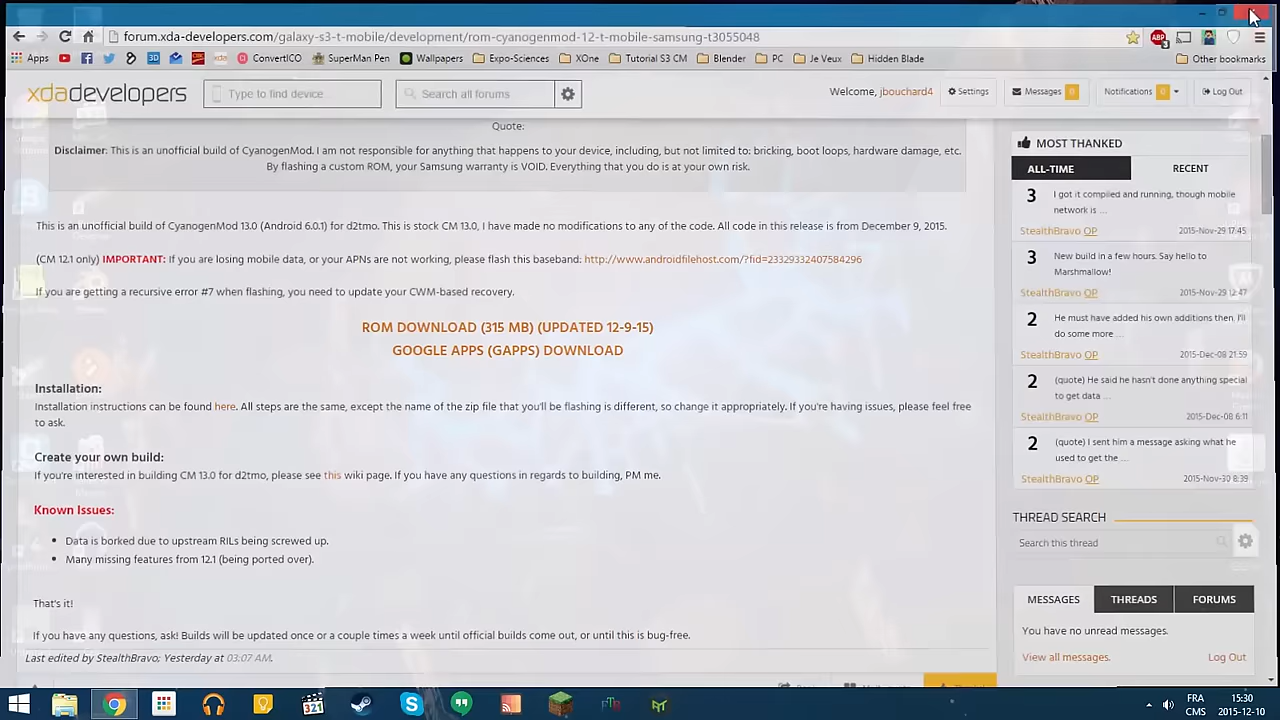 forum.xda-developers.com/galaxy-s3-t-mobile/development/rom-cyanogenmod-12-t-mobile-samsung-t3055048
Apps ConvertICO SuperMan Pen Wallpapers Expo-Sciences XOne Tutorial S3 CM Blender PC Je Veux Hidden Blade Other bookmarks
xdadevelopers Type to find device Search all forums Welcome, jbouchard4 Settings Messages 0 Notifications 0 Log Out
Quote:
Disclaimer: This is an unofficial build of CyanogenMod. I am not responsible for anything that happens to your device, including, but not limited to: bricking, boot loops, hardware damage, etc.
By flashing a custom ROM, your Samsung warranty is VOID. Everything that you do is at your own risk.
This is an unofficial build of CyanogenMod 13.0 (Android 6.0.1) for d2tmo. This is stock CM 13.0, I have made no modifications to any of the code. All code in this release is from December 9, 2015.
(CM 12.1 only) IMPORTANT: If you are losing mobile data, or your APNs are not working, please flash this baseband: http://www.androidfilehost.com/?fid=23329332407584296
If you are getting a recursive error #7 when flashing, you need to update your CWM-based recovery.
ROM DOWNLOAD (315 MB) (UPDATED 12-9-15)
GOOGLE APPS (GAPPS) DOWNLOAD
Installation:
Installation instructions can be found here. All steps are the same, except the name of the zip file that you'll be flashing is different, so change it appropriately. If you're having issues, please feel free
to ask.
Create your own build:
If you're interested in building CM 13.0 for d2tmo, please see this wiki page. If you have any questions in regards to building, PM me.
Known Issues:
Data is borked due to upstream RILs being screwed up.
Many missing features from 12.1 (being ported over).
That's it!
If you have any questions, ask! Builds will be updated once or a couple times a week until official builds come out, or until this is bug-free.
Last edited by StealthBravo; Yesterday at 03:07 AM.
MOST THANKED
ALL-TIME RECENT
3 I got it compiled and running, though mobile
network is ...
StealthBravo OP 2015-Nov-29 17:45
3 New build in a few hours. Say hello to
Marshmallow!
StealthBravo OP 2015-Nov-29 12:47
2 He must have added his own additions then. I'll
do some more ...
StealthBravo OP 2015-Dec-08 21:59
2 (quote) He said he hasn't done anything special
to get data ...
StealthBravo OP 2015-Dec-08 6:11
2 (quote) I sent him a message asking what he
used to get the ...
StealthBravo OP 2015-Nov-30 8:39
THREAD SEARCH
Search this thread
MESSAGES THREADS FORUMS
You have no unread messages.
View all messages. Log Out
321
FRA 15:30
CMS 2015-12-10